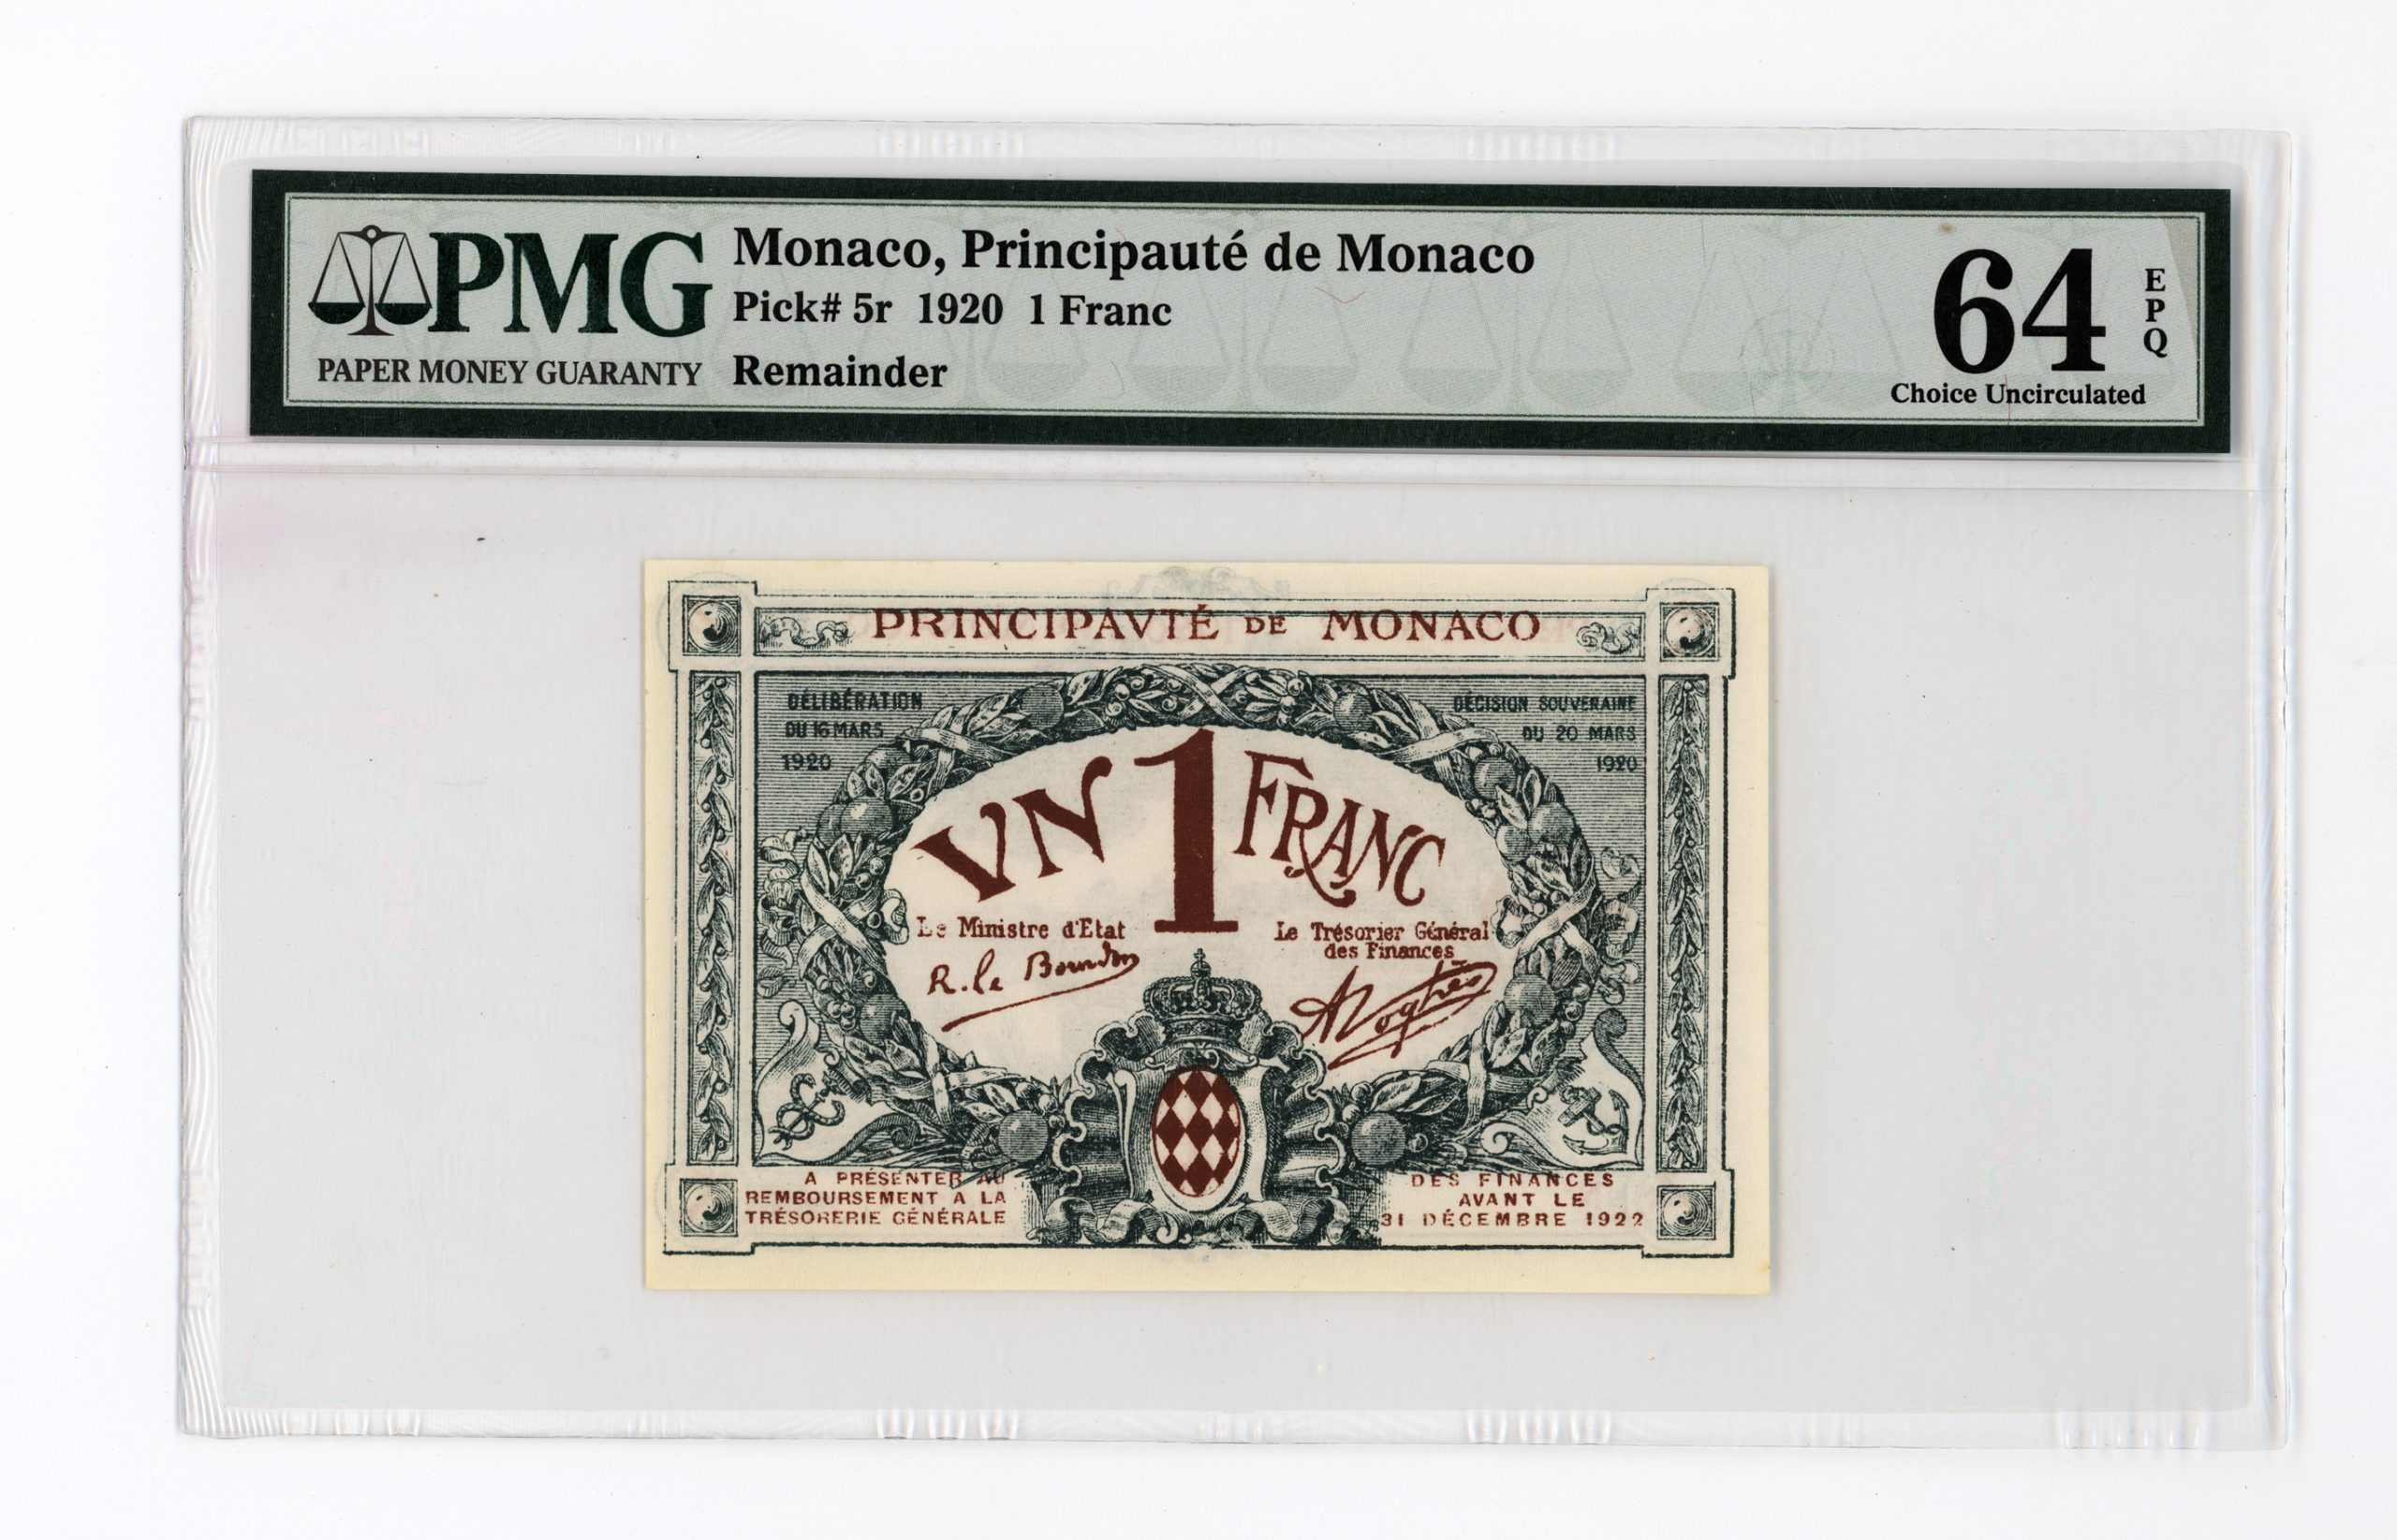 PMG
PAPER MONEY GUARANTY
Monaco, Principauté de Monaco
Pick# 5r 1920 1 Franc
Remainder
64
EPQ
Choice Uncirculated
PRINCIPAVTÉ DE MONACO
DÉLIBÉRATION
DU 16 MARS
1920
DÉCISION SOUVERAINE
DU 20 MARS
1920
VN 1 FRANC
Le Ministre d'Etat
R. le Bourdon
Le Trésorier Général
des Finances
A PRÉSENTER AU
REMBOURSEMENT A LA
TRÉSORERIE GÉNÉRALE
DES FINANCES
AVANT LE
31 DÉCEMBRE 1922